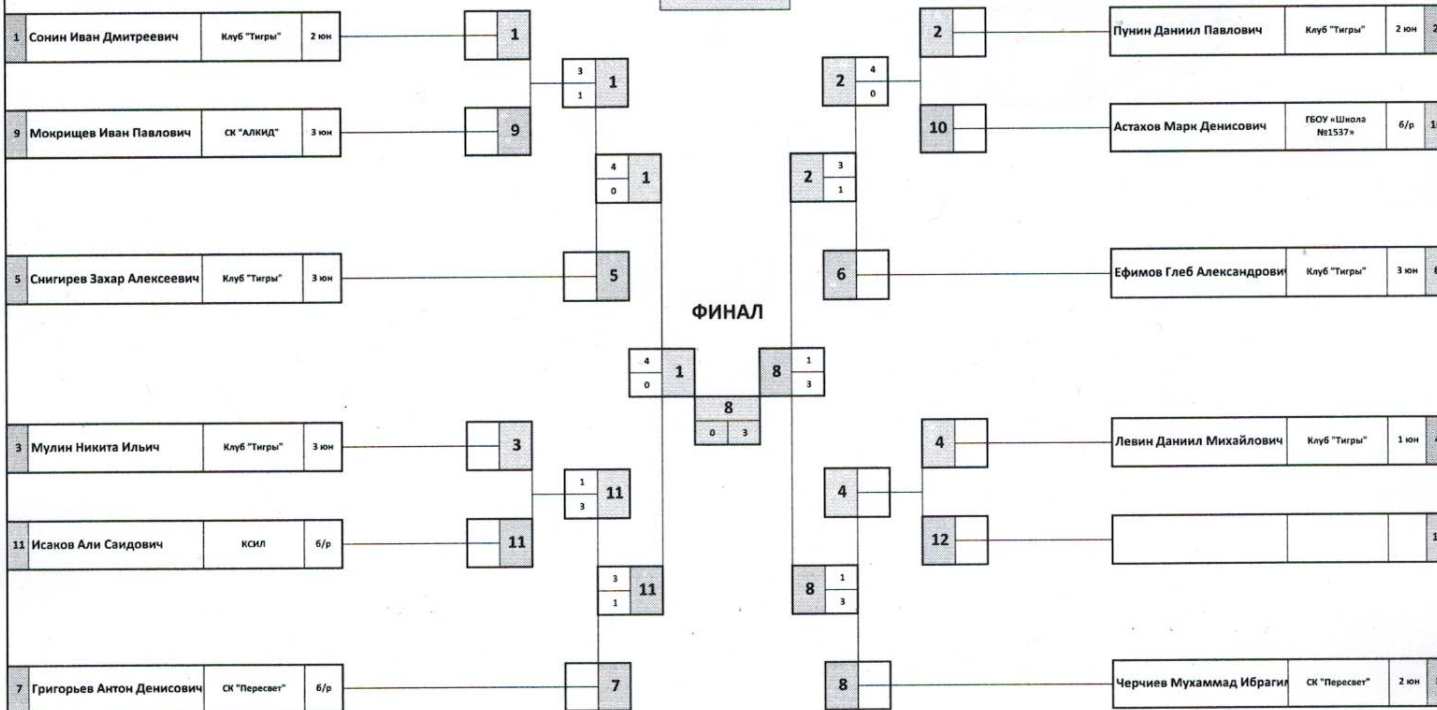 1 Сонин Иван Дмитреевич Клуб "Тигры" 2 юн 1
2 Пунин Даниил Павлович Клуб "Тигры" 2 юн 2
3
1 1
2 4
0
9 Мокрищев Иван Павлович СК "АЛКИД" 3 юн 9
10 Астахов Марк Денисович ГБОУ «Школа
№1537» б/р
4
0 1
2 3
1
5 Снигирев Захар Алексеевич Клуб "Тигры" 3 юн 5
6 Ефимов Глеб Александрови Клуб "Тигры" 3 юн
ФИНАЛ
4
0 1
8 1
3
8
0 3
3 Мулин Никита Ильич Клуб "Тигры" 3 юн 3
4 Левин Даниил Михайлович Клуб "Тигры" 1 юн
1
3 11
4
11 Исаков Али Саидович КСИЛ б/р 11
12
3
1 11
8 1
3
7 Григорьев Антон Денисович СК "Пересвет" б/р 7
8 Черчиев Мухаммад Ибраги СК "Пересвет" 2 юн